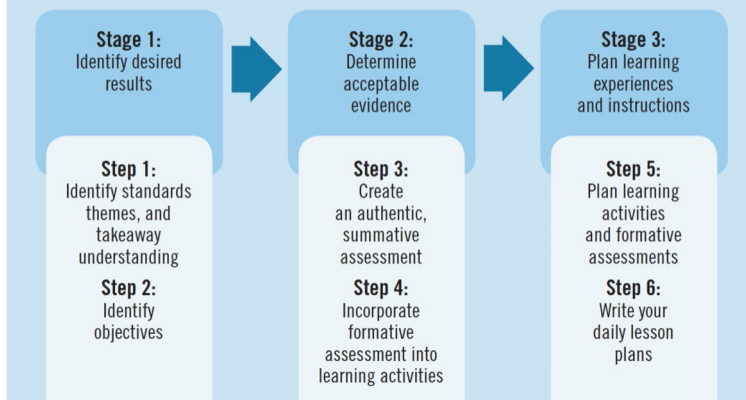 Stage 1:
Identify desired
results
Step 1:
Identify standards
themes, and
takeaway
understanding
Step 2:
Identify
objectives
Stage 2:
Determine
acceptable
evidence
Step 3:
Create
an authentic,
summative
assessment
Step 4:
Incorporate
formative
assessment into
learning activities
Stage 3:
Plan learning
experiences
and instructions
Step 5:
Plan learning
activities
and formative
assessments
Step 6:
Write your
daily lesson
plans